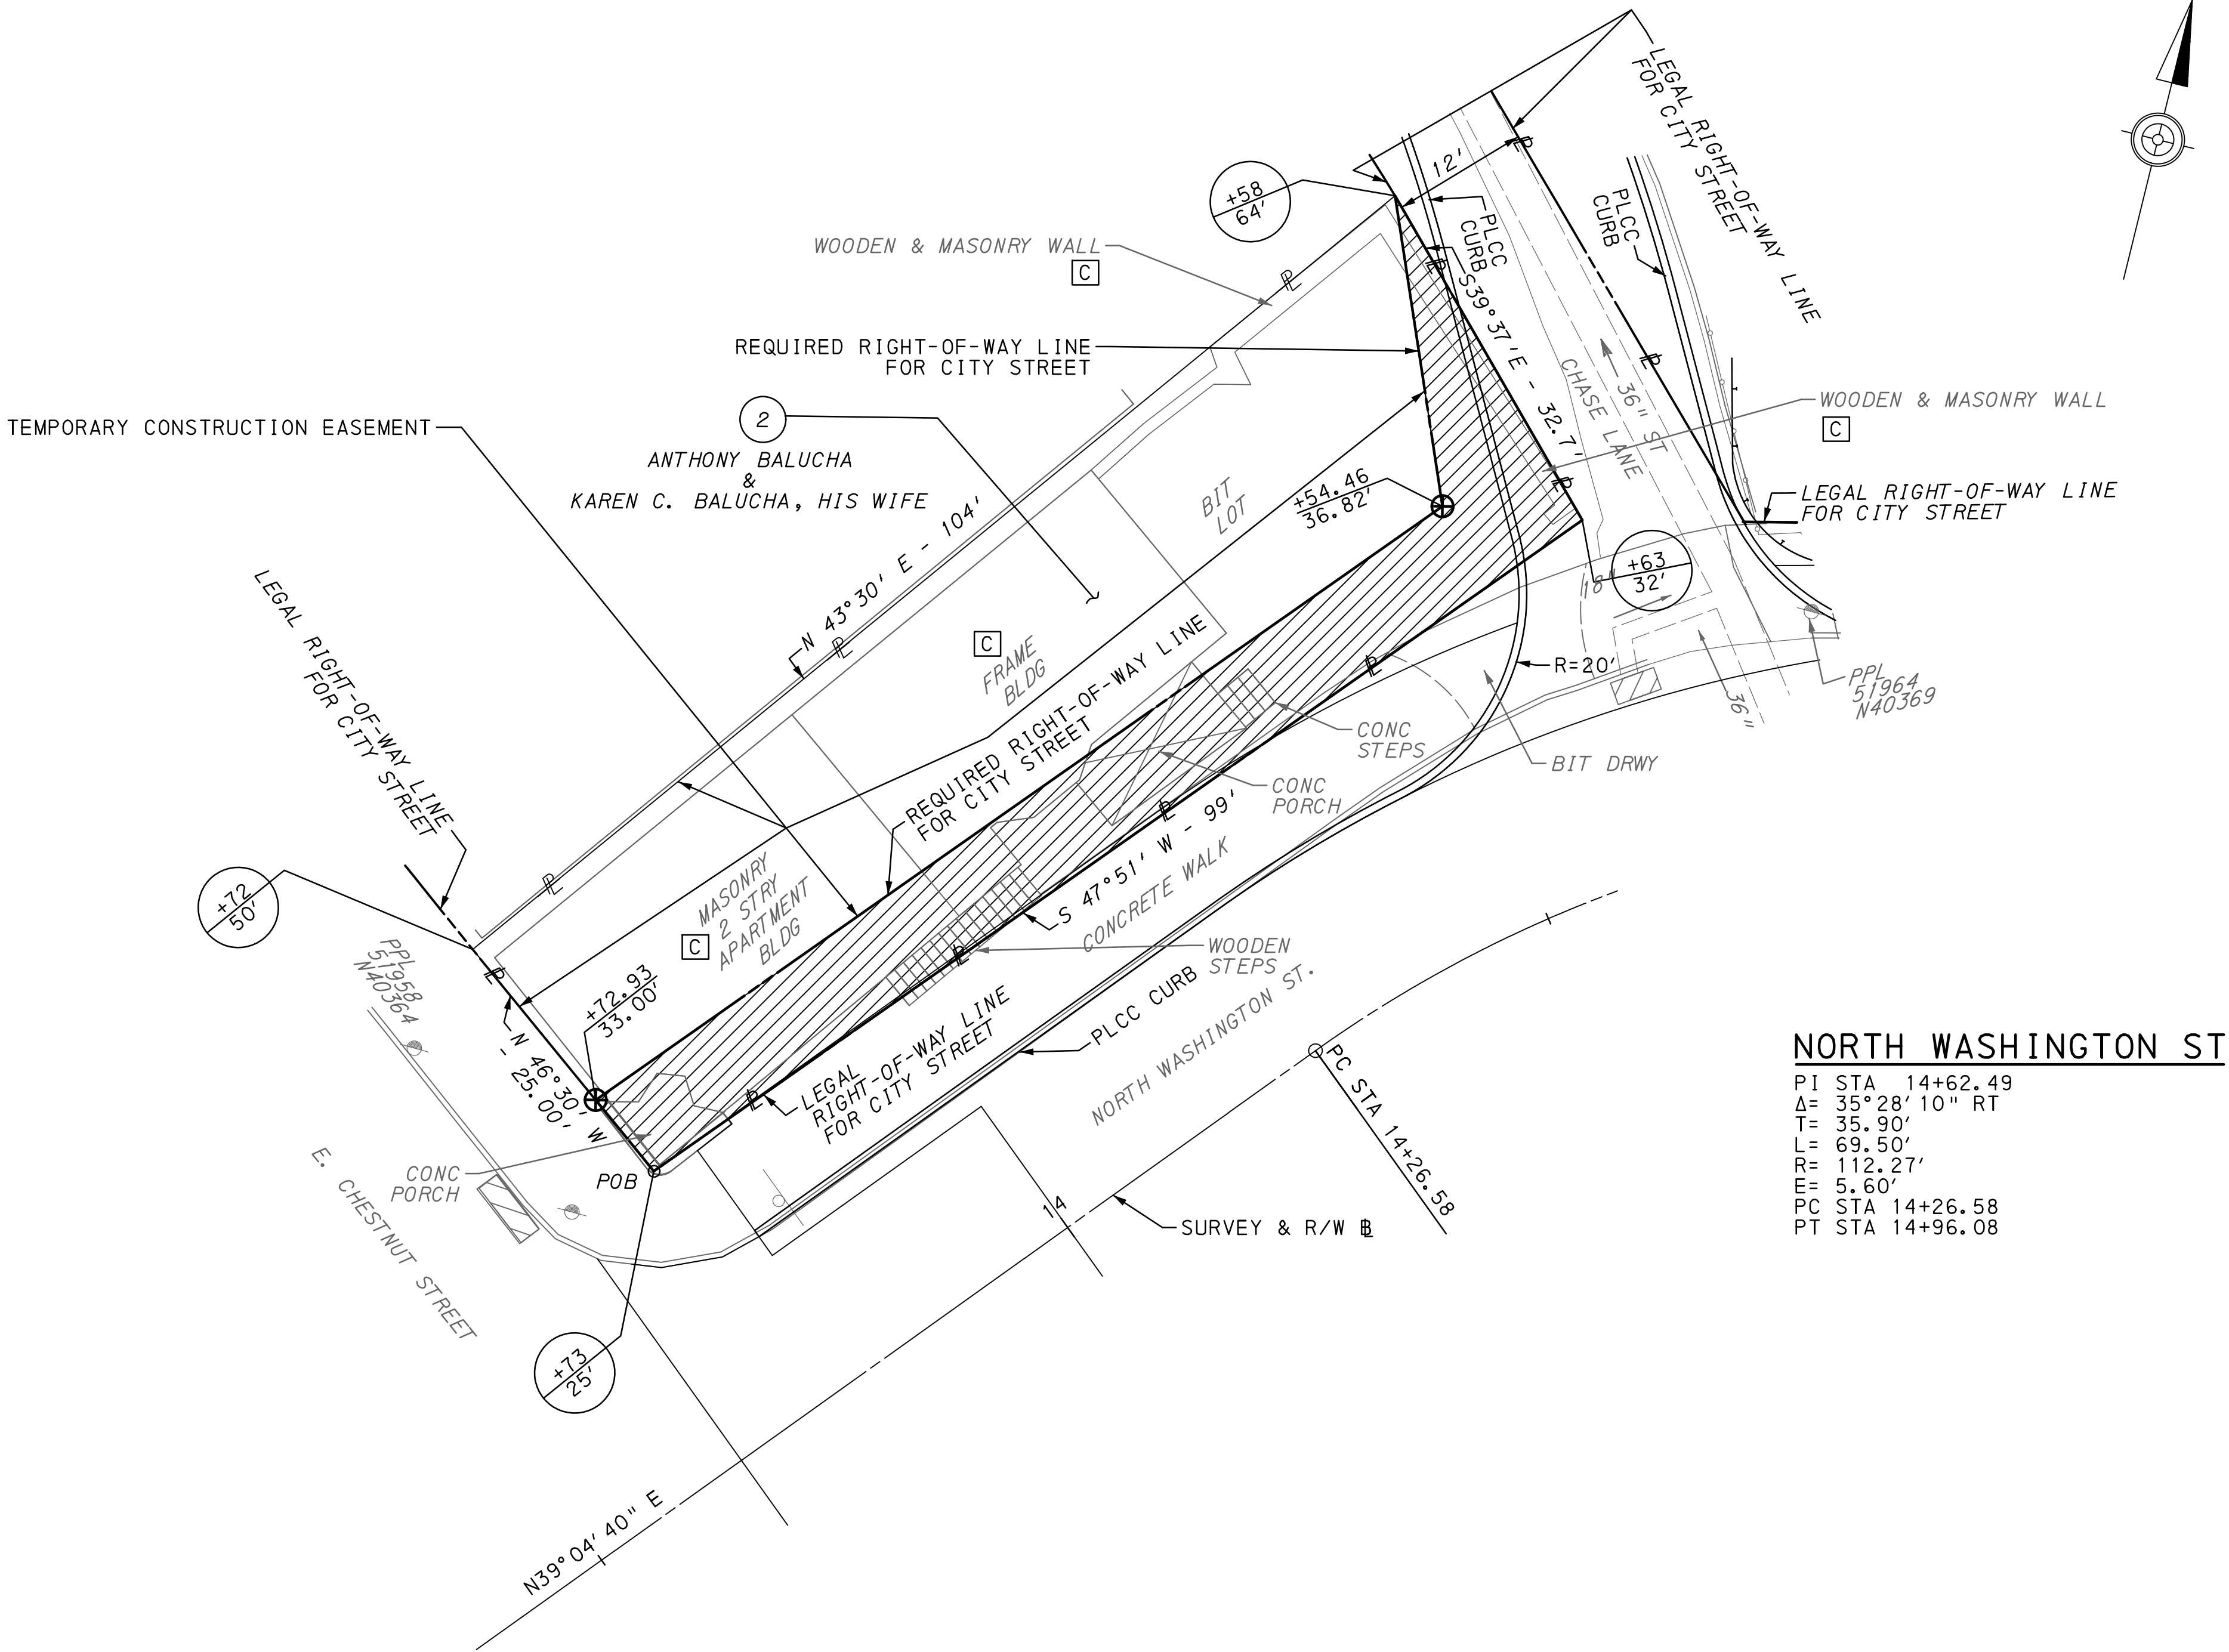 LEGAL RIGHT-OF-WAY LINE
FOR CITY STREET
12'
+58
64'
PLCC
CURB
PLCC
CURB
WOODEN & MASONRY WALL
C
REQUIRED RIGHT-OF-WAY LINE
FOR CITY STREET
S39°37'E - 32.7'
CHASE LANE
36" ST
WOODEN & MASONRY WALL
C
TEMPORARY CONSTRUCTION EASEMENT
2
ANTHONY BALUCHA
&
KAREN C. BALUCHA, HIS WIFE
BIT
LOT
+54.46
36.82'
LEGAL RIGHT-OF-WAY LINE
FOR CITY STREET
N 43°30' E - 104'
+63
32'
18"
LEGAL RIGHT-OF-WAY LINE
FOR CITY STREET
C
FRAME
BLDG
REQUIRED RIGHT-OF-WAY LINE
FOR CITY STREET
R=20'
PPL
51964
N40369
36"
CONC
STEPS
BIT DRWY
CONC
PORCH
S 47°51' W - 99'
CONCRETE WALK
MASONRY
2 STRY
APARTMENT
BLDG
C
+72
50'
PPL
51958
N40364
WOODEN
STEPS
+72.93
33.00'
N 46°30' W
- 25.00'
LEGAL
RIGHT-OF-WAY LINE
FOR CITY STREET
PLCC CURB
NORTH WASHINGTON ST.
PC STA 14+26.58
NORTH WASHINGTON ST
PI STA 14+62.49
Δ= 35°28'10" RT
T= 35.90'
L= 69.50'
R= 112.27'
E= 5.60'
PC STA 14+26.58
PT STA 14+96.08
CONC
PORCH
POB
E. CHESTNUT STREET
14
SURVEY & R/W BL
+73
25'
N39°04'40" E